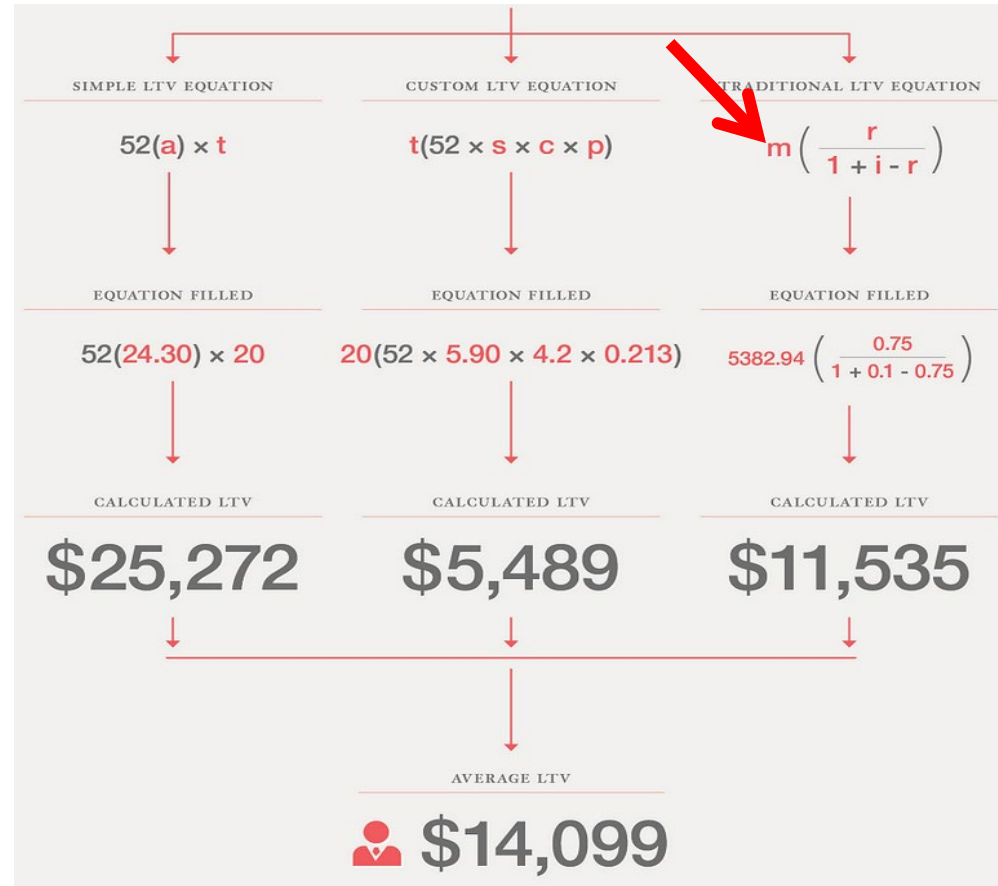 SIMPLE LTV EQUATION
52(a) × t
EQUATION FILLED
52(24.30) × 20
CALCULATED LTV
$25,272
CUSTOM LTV EQUATION
t(52 × s × c × p)
EQUATION FILLED
20(52 × 5.90 × 4.2 × 0.213)
CALCULATED LTV
$5,489
TRADITIONAL LTV EQUATION
m ( r
1 + i - r )
EQUATION FILLED
5382.94 ( 0.75
1 + 0.1 - 0.75 )
CALCULATED LTV
$11,535
AVERAGE LTV
$14,099